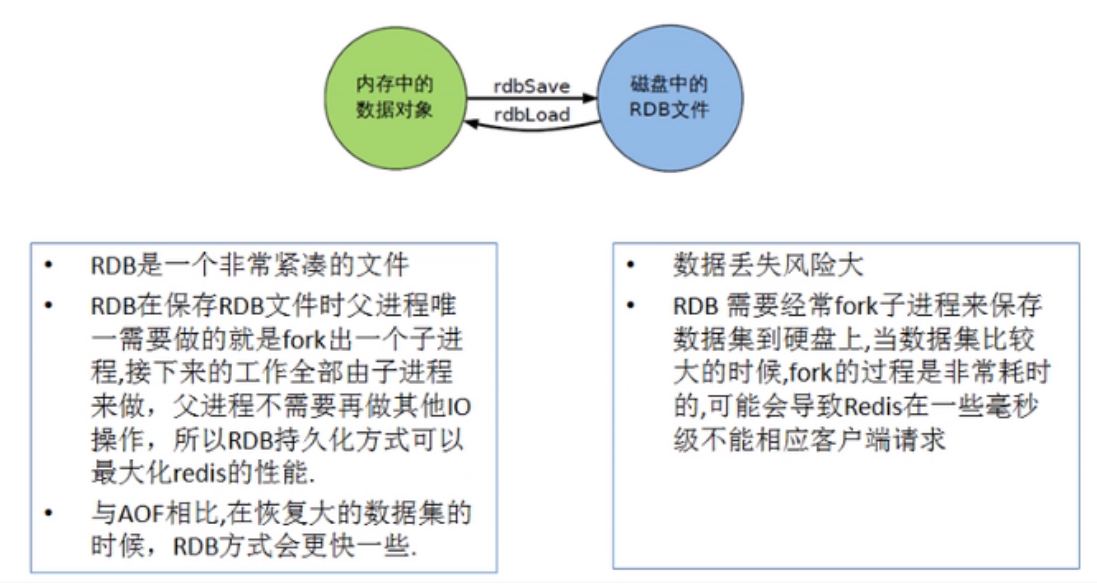 内存中的
数据对象
rdbSave
rdbLoad
磁盘中的
RDB文件
• RDB是一个非常紧凑的文件
• RDB在保存RDB文件时父进程唯
一需要做的就是fork出一个子进
程,接下来的工作全部由子进程
来做，父进程不需要再做其他IO
操作，所以RDB持久化方式可以
最大化redis的性能.
• 与AOF相比,在恢复大的数据集的
时候，RDB方式会更快一些.
• 数据丢失风险大
• RDB 需要经常fork子进程来保存
数据集到硬盘上,当数据集比较
大的时候,fork的过程是非常耗时
的,可能会导致Redis在一些毫秒
级不能相应客户端请求